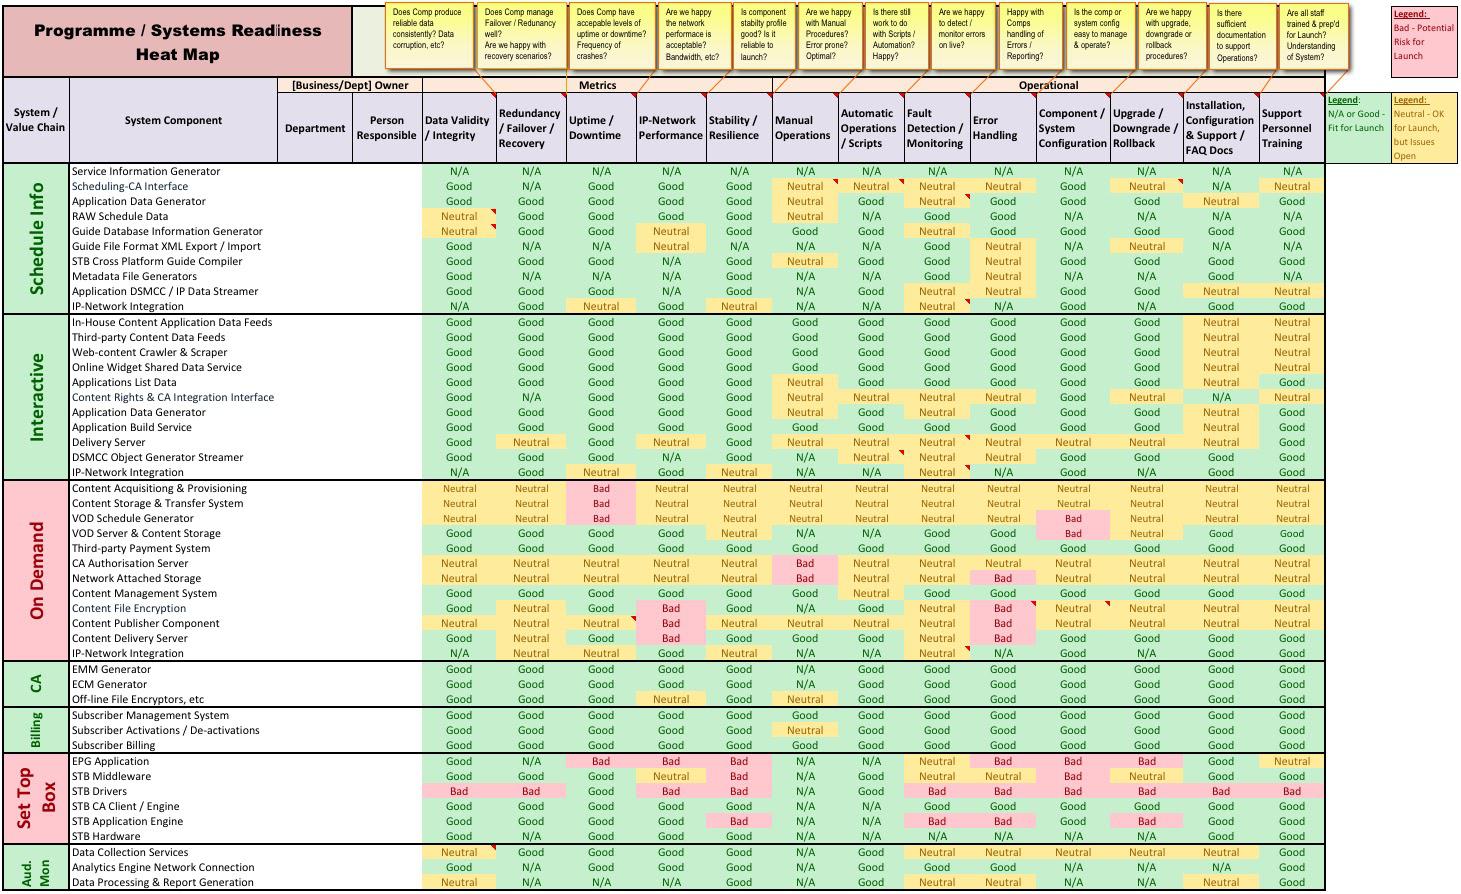 Programme / Systems Readiness
Heat Map
Does Comp produce
reliable data
consistently? Data
corruption, etc?
Does Comp manage
Failover / Redunancy
well?
Are we happy with
recovery scenarios?
Does Comp have
acceptable levels of
uptime or downtime?
Frequency of
crashes?
Are we happy
the network
performace is
acceptable?
Bandwidth, etc?
Is component
stabilty profile
good? Is it
reliable to
launch?
Are we happy
with Manual
Procedures?
Error prone?
Optimal?
Is there still
work to do
with Scripts /
Automation?
Happy?
Are we happy
to detect /
monitor errors
on live?
Happy with
Comps
handling of
Errors /
Reporting?
Is the comp or
system config
easy to manage
& operate?
Are we happy
with upgrade,
downgrade or
rollback
procedures?
Is there
sufficient
documentation
to support
Operations?
Are all staff
trained & prep'd
for Launch?
Understanding
of System?
Legend:
Bad - Potential
Risk for
Launch
[Business/Dept] Owner Metrics Operational
System /
Value Chain
System Component
Department
Person
Responsible
Data Validity
/ Integrity
Redundancy
/ Failover /
Recovery
Uptime /
Downtime
IP-Network
Performance
Stability /
Resilience
Manual
Operations
Automatic
Operations
/ Scripts
Fault
Detection /
Monitoring
Error
Handling
Component /
System
Configuration
Upgrade /
Downgrade /
Rollback
Installation,
Configuration
& Support /
FAQ Docs
Support
Personnel
Training
Legend:
N/A or Good -
Fit for Launch
Legend:
Neutral - OK
for Launch,
but Issues
Open
Schedule Info
Service Information Generator N/A N/A N/A N/A N/A N/A N/A N/A N/A N/A N/A N/A N/A
Scheduling-CA Interface Good N/A Good Good Good Neutral Neutral Neutral Neutral Good Neutral N/A Neutral
Application Data Generator Good Good Good Good Good Neutral Good Neutral Good Good Good Neutral Good
RAW Schedule Data Neutral Good Good Good Good Neutral N/A Good Good N/A N/A N/A N/A
Guide Database Information Generator Neutral Good Good Neutral Good Good Good Neutral Good Good Good Good Good
Guide File Format XML Export / Import Good N/A N/A Neutral N/A N/A N/A Good Neutral N/A Neutral N/A N/A
STB Cross Platform Guide Compiler Good Good Good N/A Good Neutral Good Good Neutral Good Good Good Good
Metadata File Generators Good N/A N/A N/A Good N/A N/A Good Neutral N/A N/A Good N/A
Application DSMCC / IP Data Streamer Good Good Good N/A Good N/A N/A Neutral Neutral Good Good Neutral Neutral
IP-Network Integration N/A Good Neutral Good Neutral N/A N/A Neutral N/A Good N/A Good Good
Interactive
In-House Content Application Data Feeds Good Good Good Good Good Good Good Good Good Good Good Neutral Neutral
Third-party Content Data Feeds Good Good Good Good Good Good Good Good Good Good Good Neutral Neutral
Web-content Crawler & Scraper Good Good Good Good Good Good Good Good Good Good Good Neutral Neutral
Online Widget Shared Data Service Good Good Good Good Good Good Good Good Good Good Good Neutral Neutral
Applications List Data Good Good Good Good Good Neutral Good Good Good Good Good Neutral Good
Content Rights & CA Integration Interface Good N/A Good Good Good Neutral Neutral Neutral Neutral Good Neutral N/A Neutral
Application Data Generator Good Good Good Good Good Neutral Good Neutral Good Good Good Neutral Good
Application Build Service Good Good Good Good Good Good Good Good Good Good Good Neutral Good
Delivery Server Good Neutral Good Neutral Good Neutral Neutral Neutral Neutral Neutral Neutral Neutral Good
DSMCC Object Generator Streamer Good Good Good N/A Good N/A Neutral Neutral Neutral Good Good Good Good
IP-Network Integration N/A Good Neutral Good Neutral N/A N/A Neutral N/A Good N/A Good Good
On Demand
Content Acquisitiong & Provisioning Neutral Neutral Bad Neutral Neutral Neutral Neutral Neutral Neutral Neutral Neutral Neutral Neutral
Content Storage & Transfer System Neutral Neutral Bad Neutral Neutral Neutral Neutral Neutral Neutral Neutral Neutral Neutral Neutral
VOD Schedule Generator Neutral Neutral Bad Neutral Neutral Neutral Neutral Neutral Neutral Bad Neutral Neutral Neutral
VOD Server & Content Storage Good Good Good Good Neutral N/A N/A Good Good Bad Neutral Good Good
Third-party Payment System Good Good Good Good Good Good Good Good Good Good Good Good Good
CA Authorisation Server Neutral Neutral Neutral Neutral Neutral Bad Neutral Neutral Neutral Neutral Neutral Neutral Neutral
Network Attached Storage Neutral Neutral Neutral Neutral Neutral Bad Neutral Neutral Bad Neutral Neutral Neutral Neutral
Content Management System Good Good Good Good Good Good Neutral Good Good Good Good Good Good
Content File Encryption Good Neutral Good Bad Good N/A Good Neutral Bad Neutral Neutral Neutral Neutral
Content Publisher Component Neutral Neutral Neutral Bad Neutral Neutral Neutral Neutral Bad Neutral Neutral Neutral Neutral
Content Delivery Server Good Neutral Good Bad Good Good Good Neutral Bad Good Good Good Good
IP-Network Integration N/A Neutral Neutral Good Neutral N/A N/A Neutral N/A Good N/A Good Good
CA
EMM Generator Good Good Good Good Good N/A Good Good Good Good Good Good Good
ECM Generator Good Good Good Good Good N/A Good Good Good Good Good Good Good
Off-line File Encryptors, etc Good Good Good Neutral Good Neutral Good Good Good Good Good Good Good
Billing
Subscriber Management System Good Good Good Good Good Good Good Good Good Good Good Good Good
Subscriber Activations / De-activations Good Good Good Good Good Neutral Good Good Good Good Good Good Good
Subscriber Billing Good Good Good Good Good Good Good Good Good Good Good Good Good
Set Top
Box
EPG Application Good N/A Bad Bad Bad N/A N/A Neutral Bad Bad Bad Good Neutral
STB Middleware Good Good Good Neutral Bad N/A Good Neutral Neutral Bad Neutral Good Good
STB Drivers Bad Bad Good Bad Bad N/A N/A Bad Bad Bad Bad Bad Bad
STB CA Client / Engine Good Good Good Good Good N/A N/A Good Good Good Good Good Good
STB Application Engine Good Good Good Good Bad N/A N/A Bad Bad Good Bad Good Good
STB Hardware Good N/A Good Good Good N/A N/A N/A N/A N/A N/A Good Good
Aud.
Mon
Data Collection Services Neutral Good Good Good Good N/A Good Neutral Neutral Neutral Neutral Neutral Good
Analytics Engine Network Connection Good Good Good Good Good N/A N/A Good Good N/A N/A N/A Good
Data Processing & Report Generation Neutral N/A N/A N/A Good N/A Good Neutral Neutral N/A N/A Neutral Good